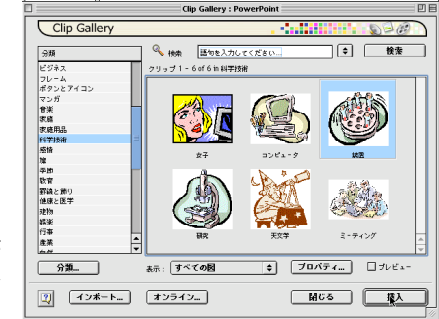 Clip Gallery : PowerPoint
Clip Gallery
分類
検索
語句を入力してください...
検索
クリップ 1 - 6 of 6 in 科学技術
ビジネス
フレーム
ボタンとアイコン
マンガ
音楽
家庭
家庭用品
科学技術
感情
季節
教育
罫線と飾り
健康と医学
建物
娯楽
行事
産業
女子
コンピュータ
装置
研究
天文学
ミーティング
分類...
表示:
すべての図
プロパティ...
プレビュー
インポート...
オンライン...
閉じる
挿入